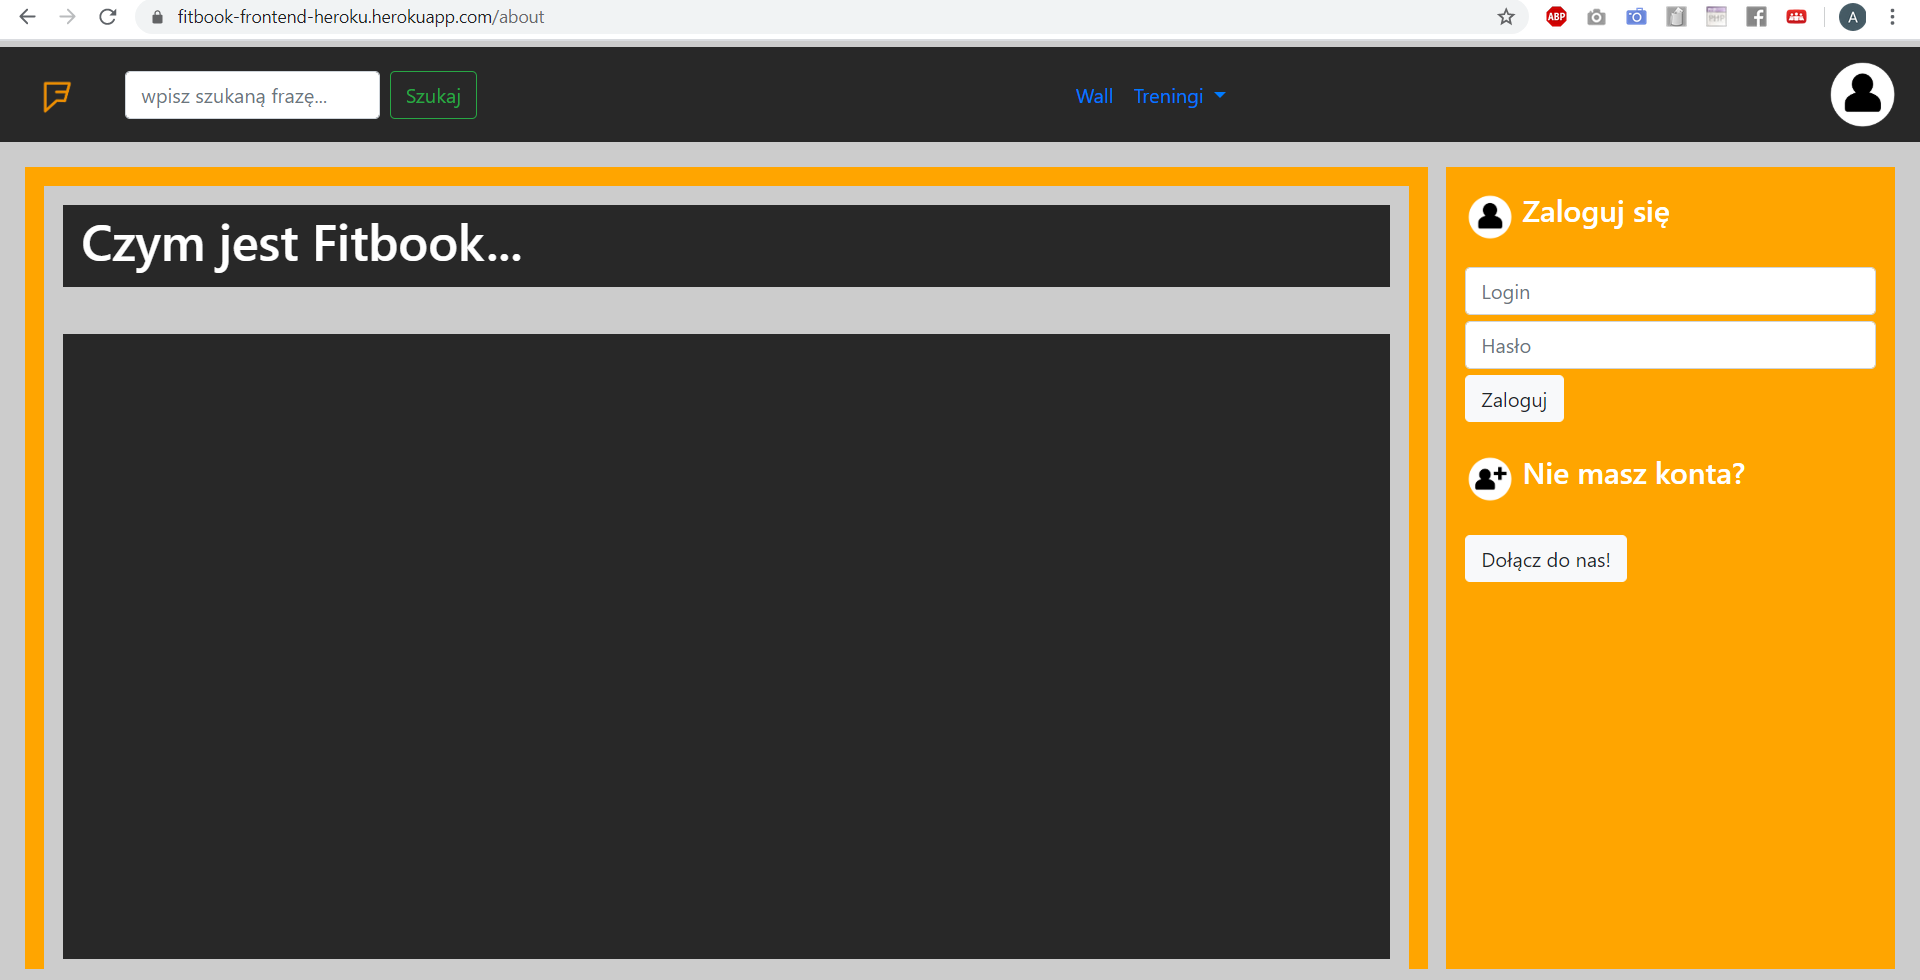 fitbook-frontend-heroku.herokuapp.com/about
ABP
PHP
A
F
wpisz szukaną frazę...
Szukaj
Wall
Treningi
Czym jest Fitbook...
Zaloguj się
Login
Hasło
Zaloguj
Nie masz konta?
Dołącz do nas!